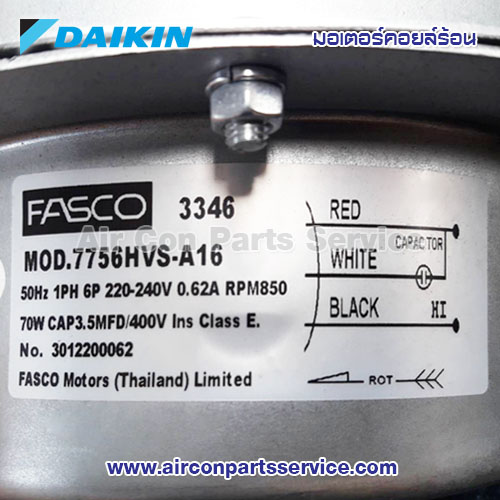 DAIKIN
มอเตอร์คอยล์ร้อน
FASCO 3346
MOD.7756HVS-A16
50Hz 1PH 6P 220-240V 0.62A RPM850
70W CAP3.5MFD/400V Ins Class E.
No. 3012200062
FASCO Motors (Thailand) Limited
RED
CAPACITOR
WHITE
BLACK HI
ROT
Air Con Parts Service
www.airconpartsservice.com